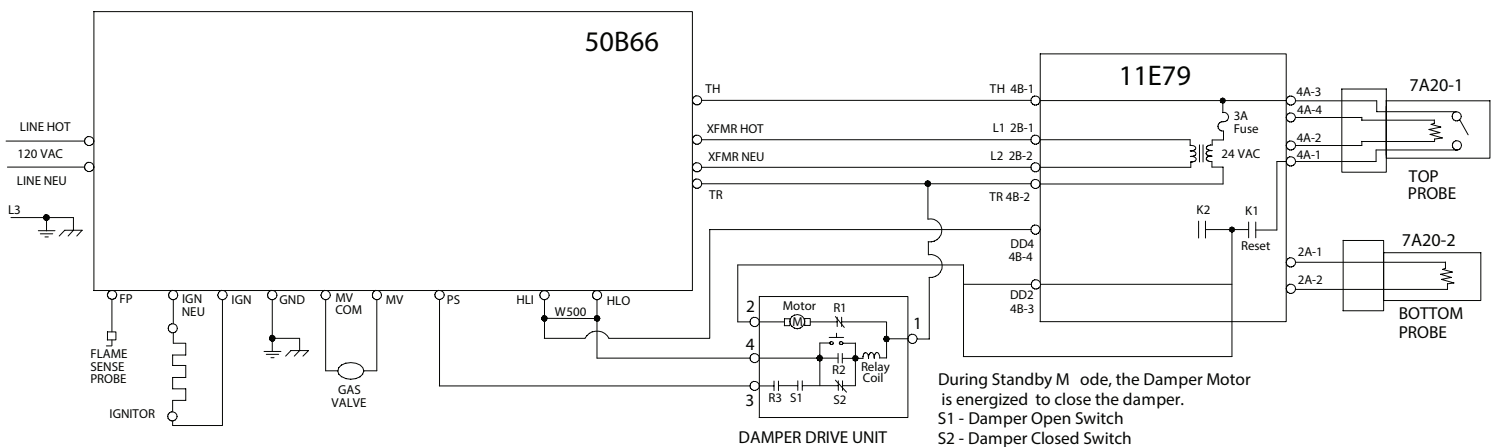 50B66
11E79
LINE HOT
120 VAC
LINE NEU
L3
TH
XFMR HOT
XFMR NEU
TR
TH 4B-1
L1 2B-1
L2 2B-2
TR 4B-2
3A
Fuse
24 VAC
4A-3
4A-4
4A-2
4A-1
7A20-1
TOP
PROBE
K2
K1
Reset
DD4
4B-4
DD2
4B-3
2A-1
2A-2
7A20-2
BOTTOM
PROBE
FP
IGN
NEU
IGN
GND
MV
COM
MV
PS
HLI
HLO
W500
FLAME
SENSE
PROBE
IGNITOR
GAS
VALVE
2
4
3
1
Motor
M
R1
R2
Relay
Coil
R3
S1
S2
DAMPER DRIVE UNIT
During Standby M ode, the Damper Motor
is energized to close the damper.
S1 - Damper Open Switch
S2 - Damper Closed Switch